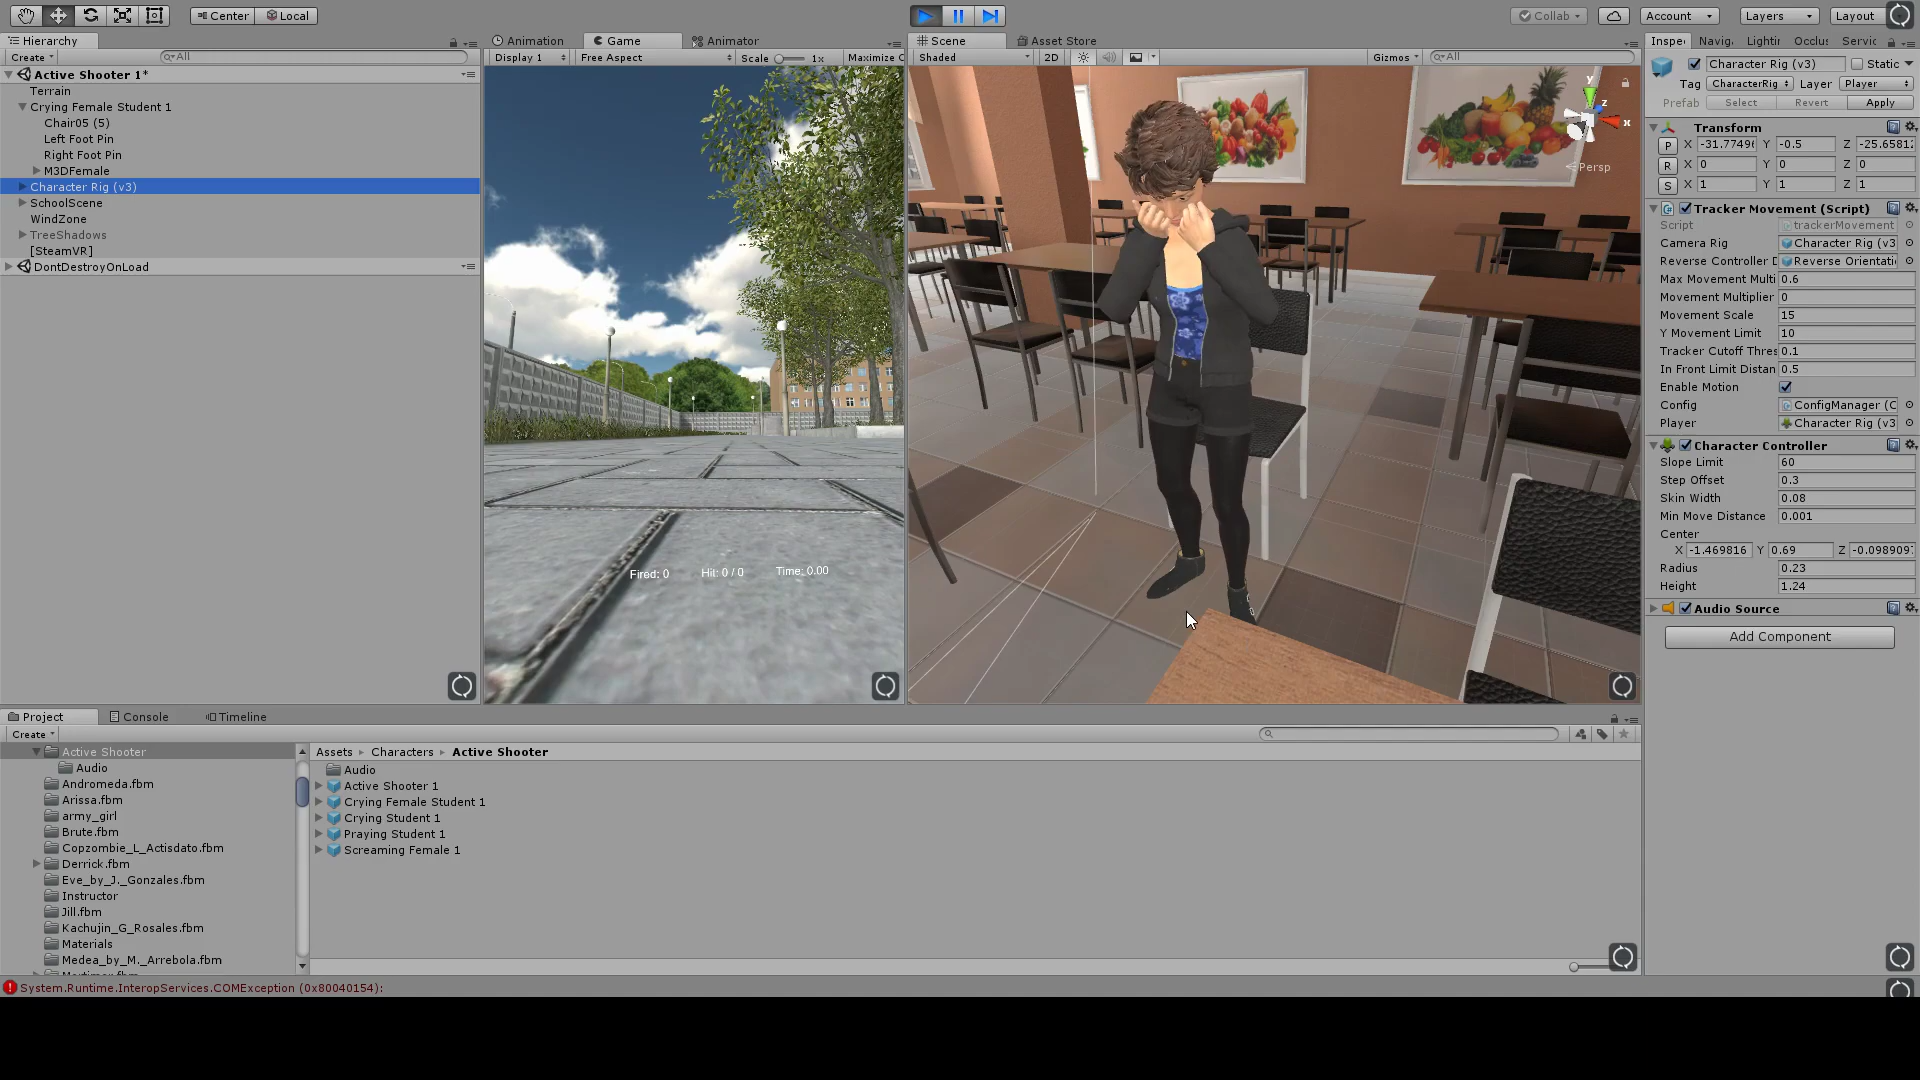 Center
Local
Collab
Account
Layers
Layout
Hierarchy
Create
All
Active Shooter 1*
Terrain
Crying Female Student 1
Chair05 (5)
Left Foot Pin
Right Foot Pin
M3DFemale
Character Rig (v3)
SchoolScene
WindZone
TreeShadows
[SteamVR]
DontDestroyOnLoad
Animation
Game
Animator
Display 1
Free Aspect
Scale
1x
Maximize C
Fired: 0
Hit: 0 / 0
Time: 0.00
Scene
Asset Store
Shaded
2D
Gizmos
All
y
z
x
Persp
Inspe
Navig
Lightin
Occlus
Servic
Character Rig (v3)
Static
Tag CharacterRig Layer Player
Prefab Select Revert Apply
Transform
P X -31.7749 Y -0.5 Z -25.6581
R X 0 Y 0 Z 0
S X 1 Y 1 Z 1
Tracker Movement (Script)
Script trackerMovement
Camera Rig Character Rig (v3
Reverse Controller D Reverse Orientati
Max Movement Multi 0.6
Movement Multiplier 0
Movement Scale 15
Y Movement Limit 10
Tracker Cutoff Thres 0.1
In Front Limit Distan 0.5
Enable Motion
Config ConfigManager (C
Player Character Rig (v3
Character Controller
Slope Limit 60
Step Offset 0.3
Skin Width 0.08
Min Move Distance 0.001
Center
X -1.469816 Y 0.69 Z -0.098909
Radius 0.23
Height 1.24
Audio Source
Add Component
Project
Console
Timeline
Create
Active Shooter
Audio
Andromeda.fbm
Arissa.fbm
army_girl
Brute.fbm
Copzombie_L_Actisdato.fbm
Derrick.fbm
Eve_by_J._Gonzales.fbm
Instructor
Jill.fbm
Kachujin_G_Rosales.fbm
Materials
Medea_by_M._Arrebola.fbm
Assets Characters Active Shooter
Audio
Active Shooter 1
Crying Female Student 1
Crying Student 1
Praying Student 1
Screaming Female 1
System.Runtime.InteropServices.COMException (0x80040154):